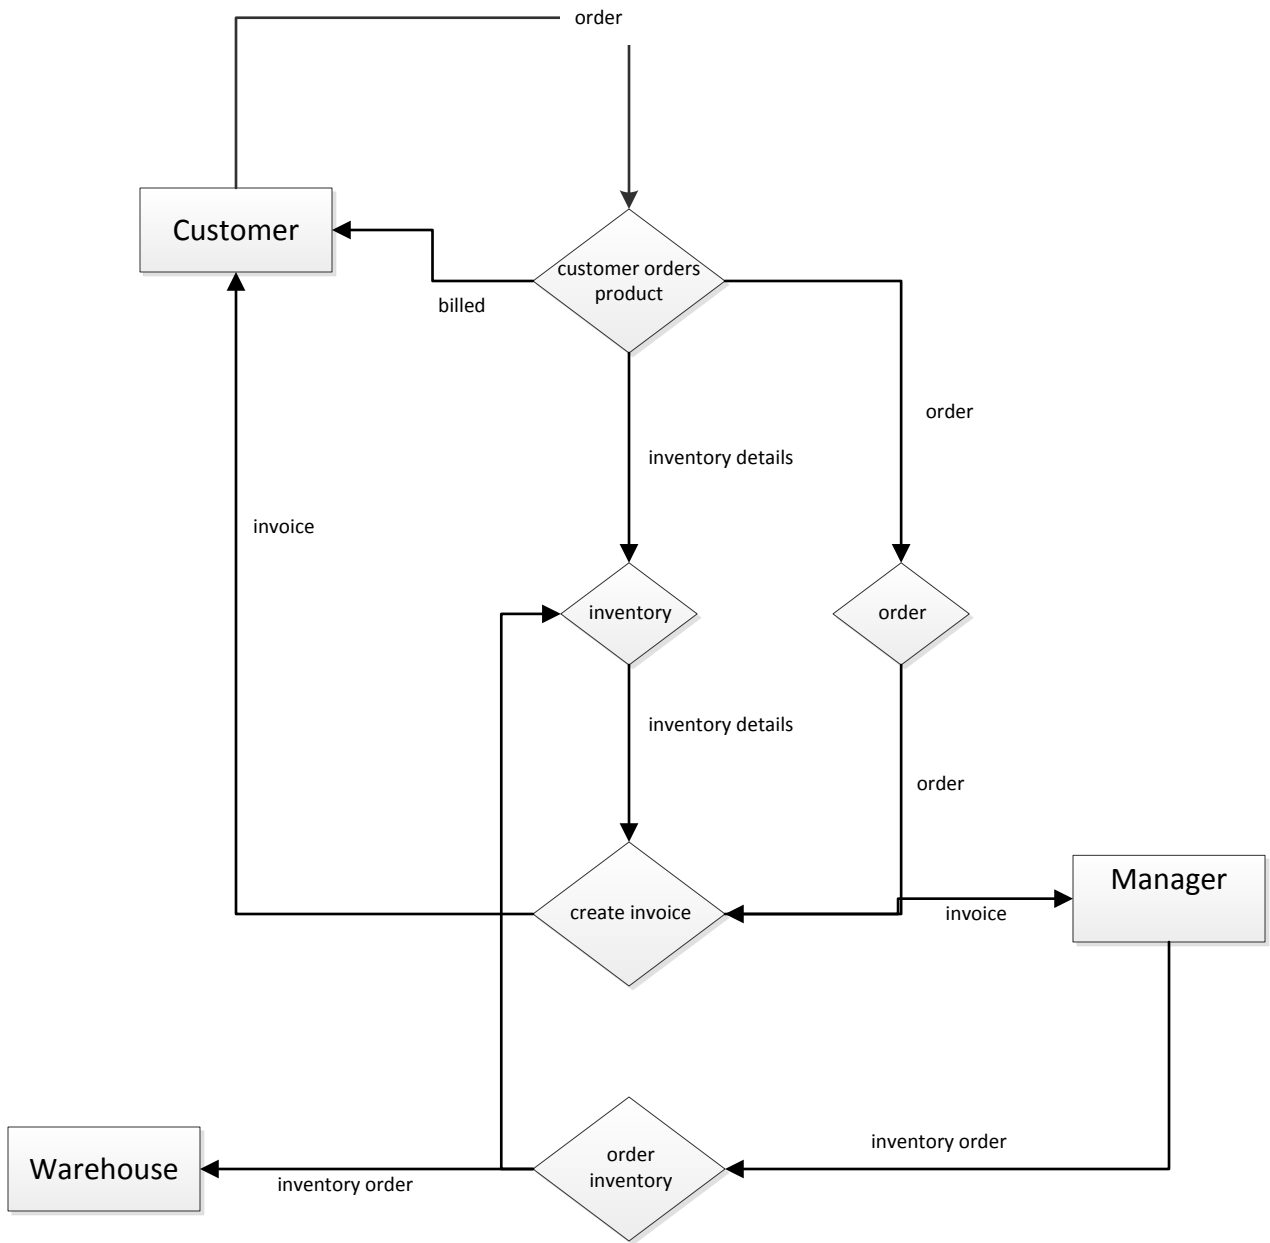 order
Customer
customer orders
product
billed
order
inventory details
invoice
inventory
order
inventory details
order
Manager
create invoice
invoice
inventory order
order
inventory
Warehouse
inventory order